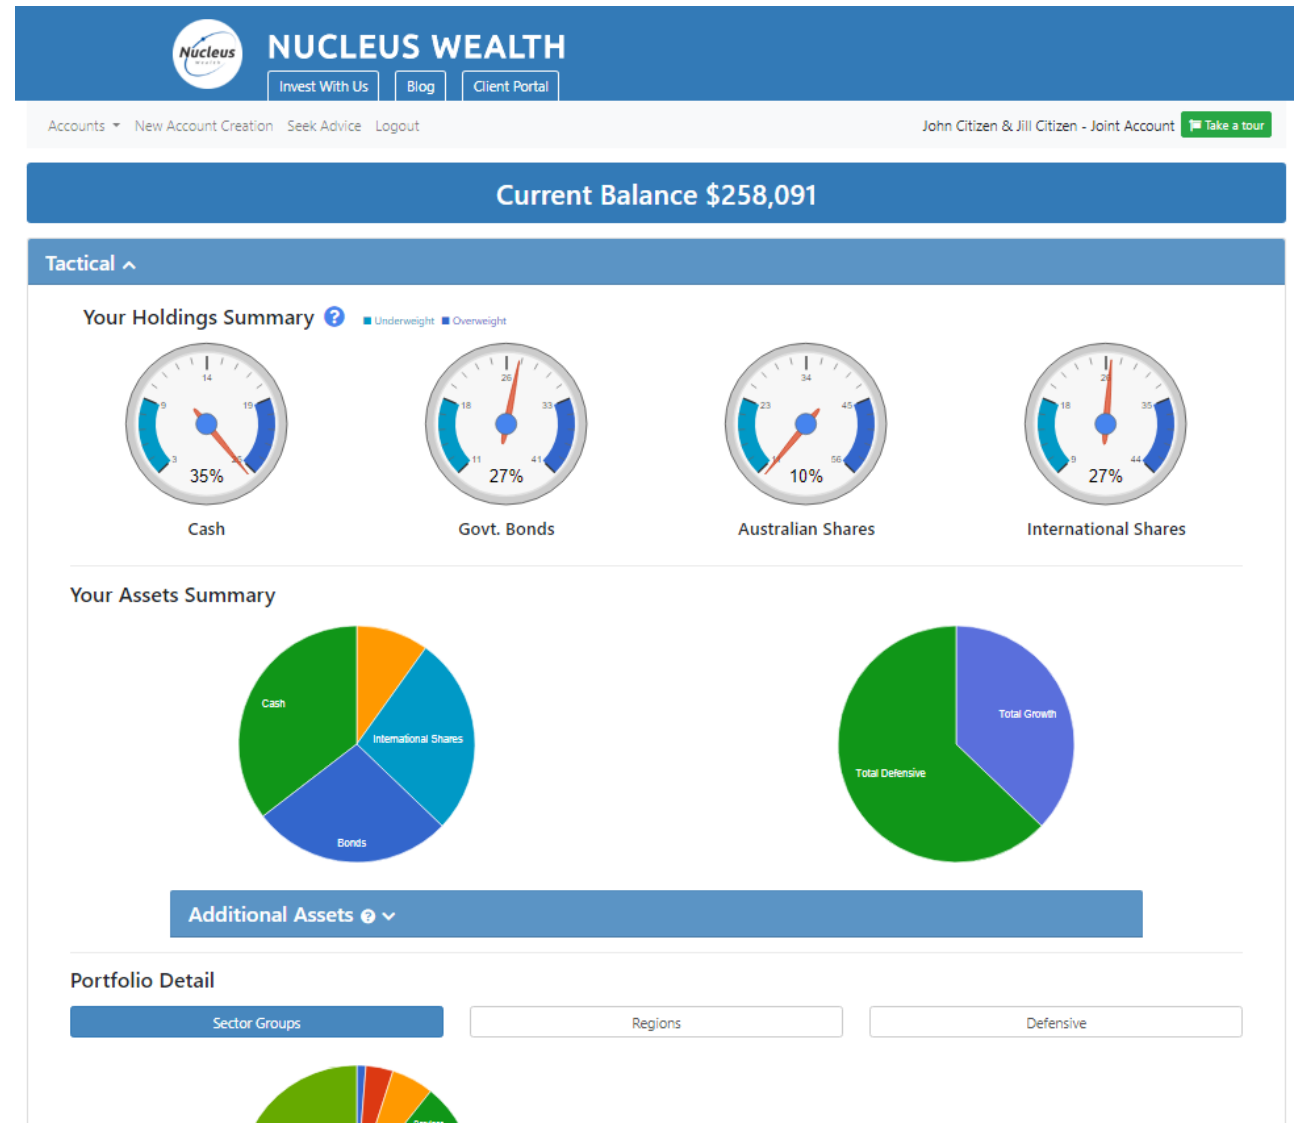 Nucleus
WEALTH
NUCLEUS WEALTH
Invest With Us Blog Client Portal
Accounts New Account Creation Seek Advice Logout John Citizen & Jill Citizen - Joint Account Take a tour
Current Balance $258,091
Tactical
Your Holdings Summary ? Underweight Overweight
14 26 34 26
9 19 18 33 23 45 18 35
3 25 11 41 11 56 9 44
35% 27% 10% 27%
Cash Govt. Bonds Australian Shares International Shares
Your Assets Summary
Cash
International Shares
Bonds
Total Growth
Total Defensive
Additional Assets ?
Portfolio Detail
Sector Groups Regions Defensive